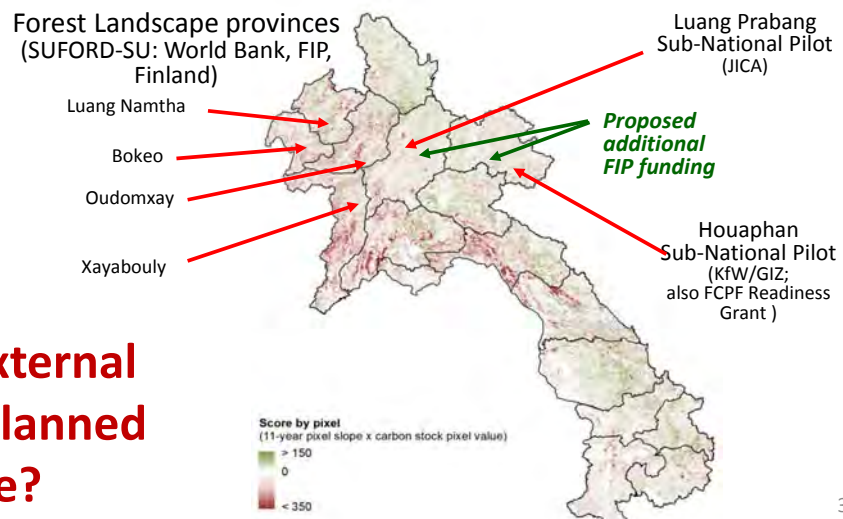 Forest Landscape provinces
(SUFORD-SU: World Bank, FIP,
Finland)
Luang Namtha
Bokeo
Oudomxay
Xayabouly
Luang Prabang
Sub-National Pilot
(JICA)
Proposed
additional
FIP funding
Houaphan
Sub-National Pilot
(KfW/GIZ;
also FCPF Readiness
Grant )
xternal
lanned
e?
Score by pixel
(11-year pixel slope x carbon stock pixel value)
> 150
0
< 350
3